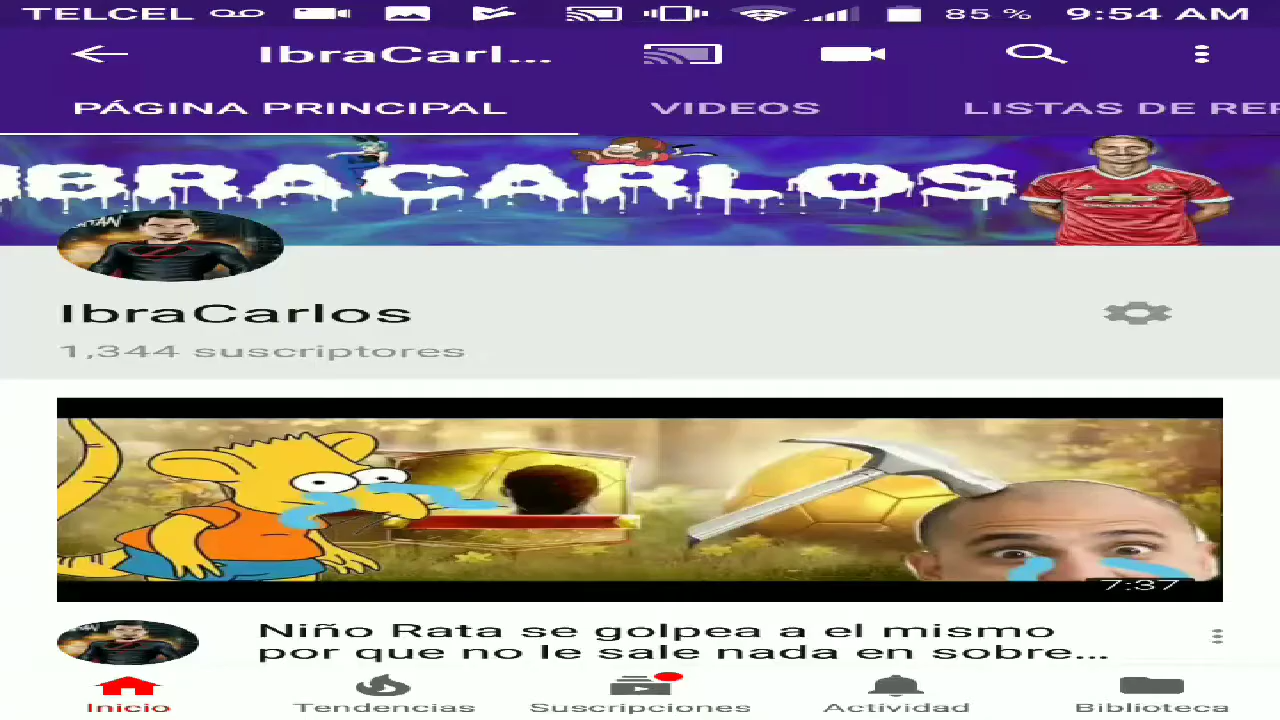 TELCEL 85 % 9:54 AM
IbraCarl...
PÁGINA PRINCIPAL VIDEOS LISTAS DE REP
IBRACARLOS
IbraCarlos
1,344 suscriptores
7:37
Niño Rata se golpea a el mismo
por que no le sale nada en sobre...
Inicio Tendencias Suscripciones Actividad Biblioteca